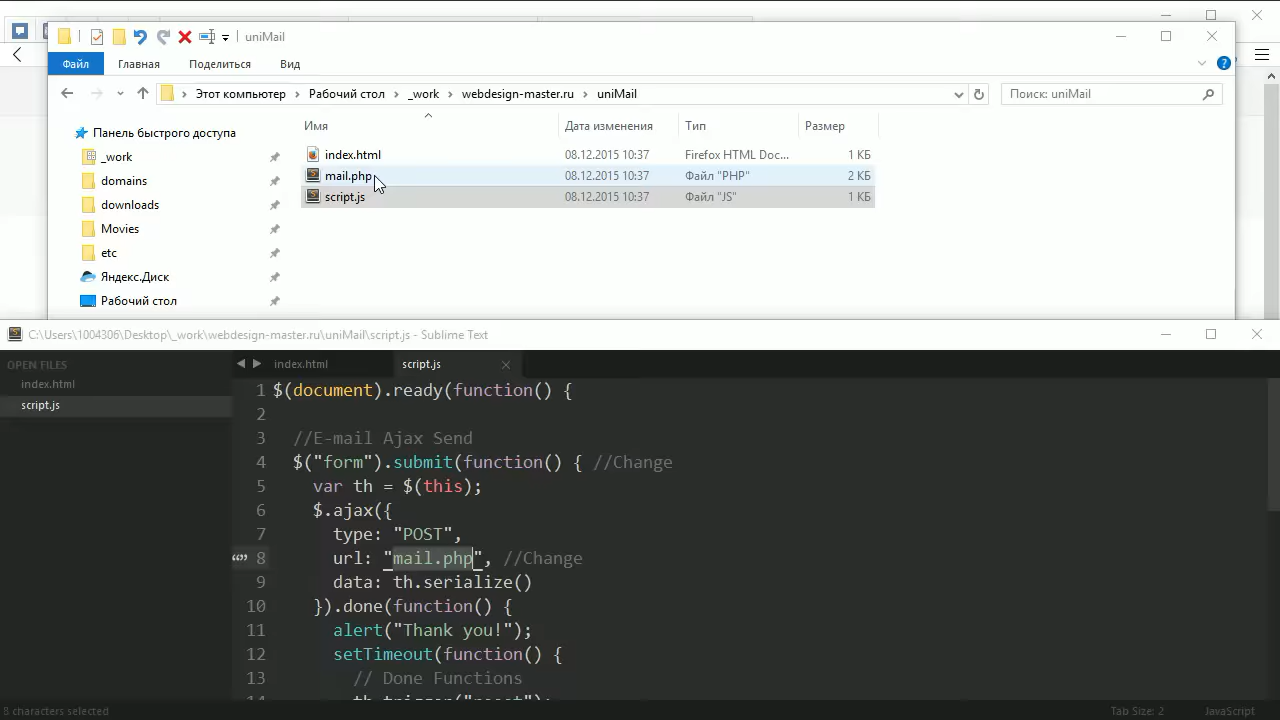 uniMail
Файл Главная Поделиться Вид
Этот компьютер Рабочий стол _work webdesign-master.ru uniMail
Поиск: uniMail
Имя Дата изменения Тип Размер
Панель быстрого доступа
_work
domains
downloads
Movies
etc
Яндекс.Диск
Рабочий стол
index.html 08.12.2015 10:37 Firefox HTML Doc... 1 КБ
mail.php 08.12.2015 10:37 Файл "PHP" 2 КБ
script.js 08.12.2015 10:37 Файл "JS" 1 КБ
C:\Users\1004306\Desktop\_work\webdesign-master.ru\uniMail\script.js - Sublime Text
OPEN FILES
index.html
script.js
index.html script.js
1 $(document).ready(function() {
2
3 //E-mail Ajax Send
4 $("form").submit(function() { //Change
5 var th = $(this);
6 $.ajax({
7 type: "POST",
8 url: "mail.php", //Change
9 data: th.serialize()
10 }).done(function() {
11 alert("Thank you!");
12 setTimeout(function() {
13 // Done Functions
14 th.trigger("reset");
8 characters selected
Tab Size: 2 JavaScript